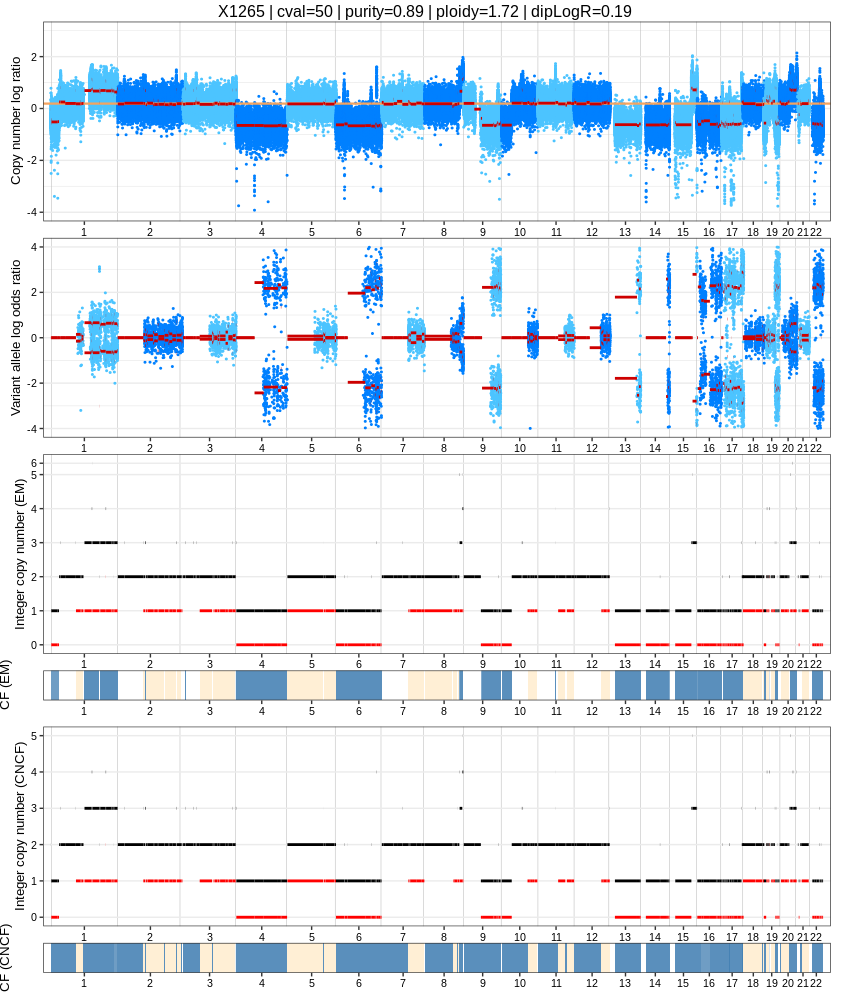 X1265 | cval=50 | purity=0.89 | ploidy=1.72 | dipLogR=0.19
Copy number log ratio
2
0
-2
-4
1 2 3 4 5 6 7 8 9 10 11 12 13 14 15 16 17 18 19 20 21 22
Variant allele log odds ratio
4
2
0
-2
-4
1 2 3 4 5 6 7 8 9 10 11 12 13 14 15 16 17 18 19 20 21 22
Integer copy number (EM)
6
5
4
3
2
1
0
1 2 3 4 5 6 7 8 9 10 11 12 13 14 15 16 17 18 19 20 21 22
CF (EM)
1 2 3 4 5 6 7 8 9 10 11 12 13 14 15 16 17 18 19 20 21 22
Integer copy number (CNCF)
5
4
3
2
1
0
1 2 3 4 5 6 7 8 9 10 11 12 13 14 15 16 17 18 19 20 21 22
CF (CNCF)
1 2 3 4 5 6 7 8 9 10 11 12 13 14 15 16 17 18 19 20 21 22